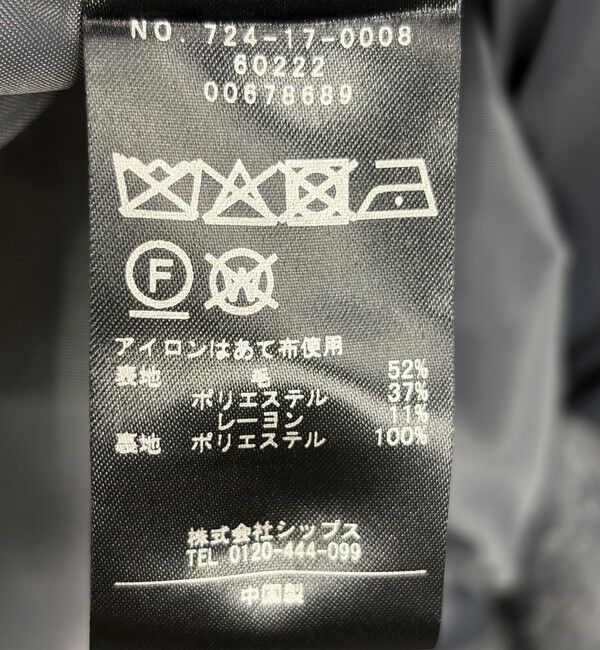 NO. 724-17-0008
60222
00678689
F
W
アイロンはあて布使用
表地 毛 52%
ポリエステル 37%
レーヨン 11%
裏地 ポリエステル 100%
株式会社シップス
TEL 0120-444-099
中国製